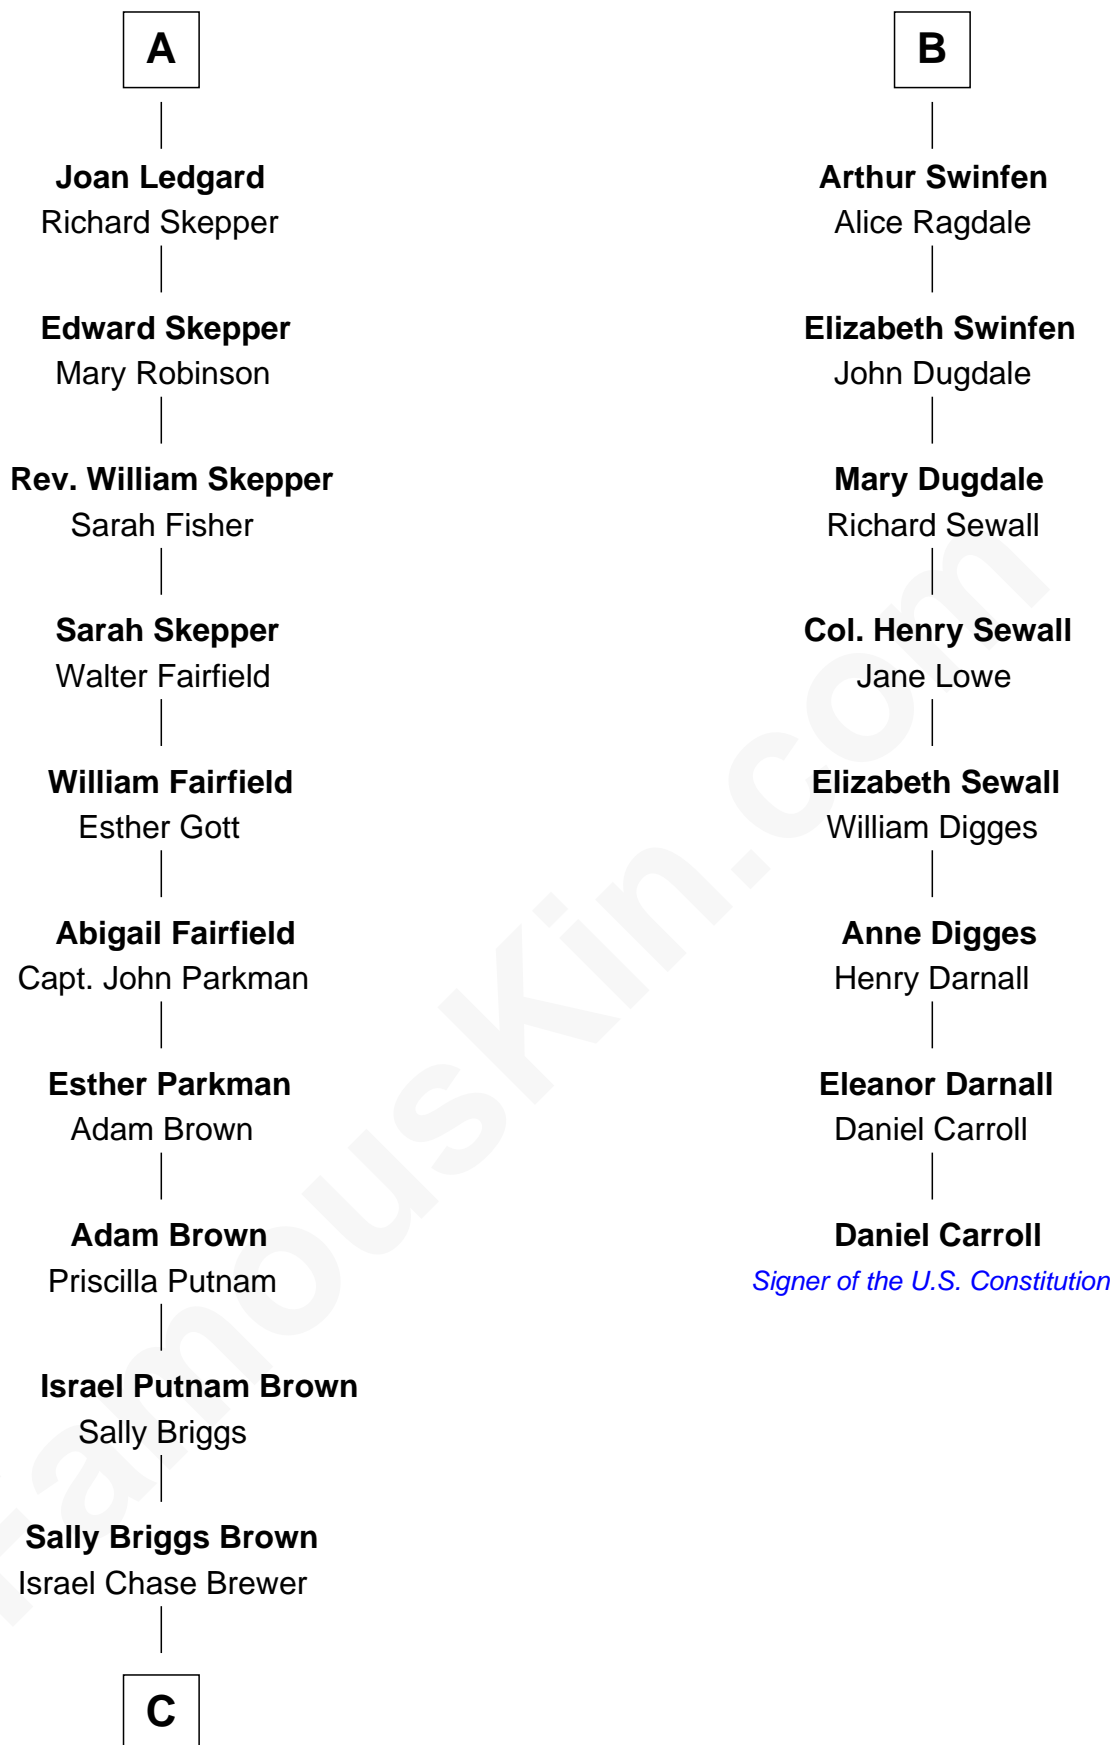 A
Joan Ledgard
Richard Skepper
Edward Skepper
Mary Robinson
Rev. William Skepper
Sarah Fisher
Sarah Skepper
Walter Fairfield
William Fairfield
Esther Gott
Abigail Fairfield
Capt. John Parkman
Esther Parkman
Adam Brown
Adam Brown
Priscilla Putnam
Israel Putnam Brown
Sally Briggs
Sally Briggs Brown
Israel Chase Brewer
C
B
Arthur Swinfen
Alice Ragdale
Elizabeth Swinfen
John Dugdale
Mary Dugdale
Richard Sewall
Col. Henry Sewall
Jane Lowe
Elizabeth Sewall
William Digges
Anne Digges
Henry Darnall
Eleanor Darnall
Daniel Carroll
Daniel Carroll
Signer of the U.S. Constitution
FamousKin.com